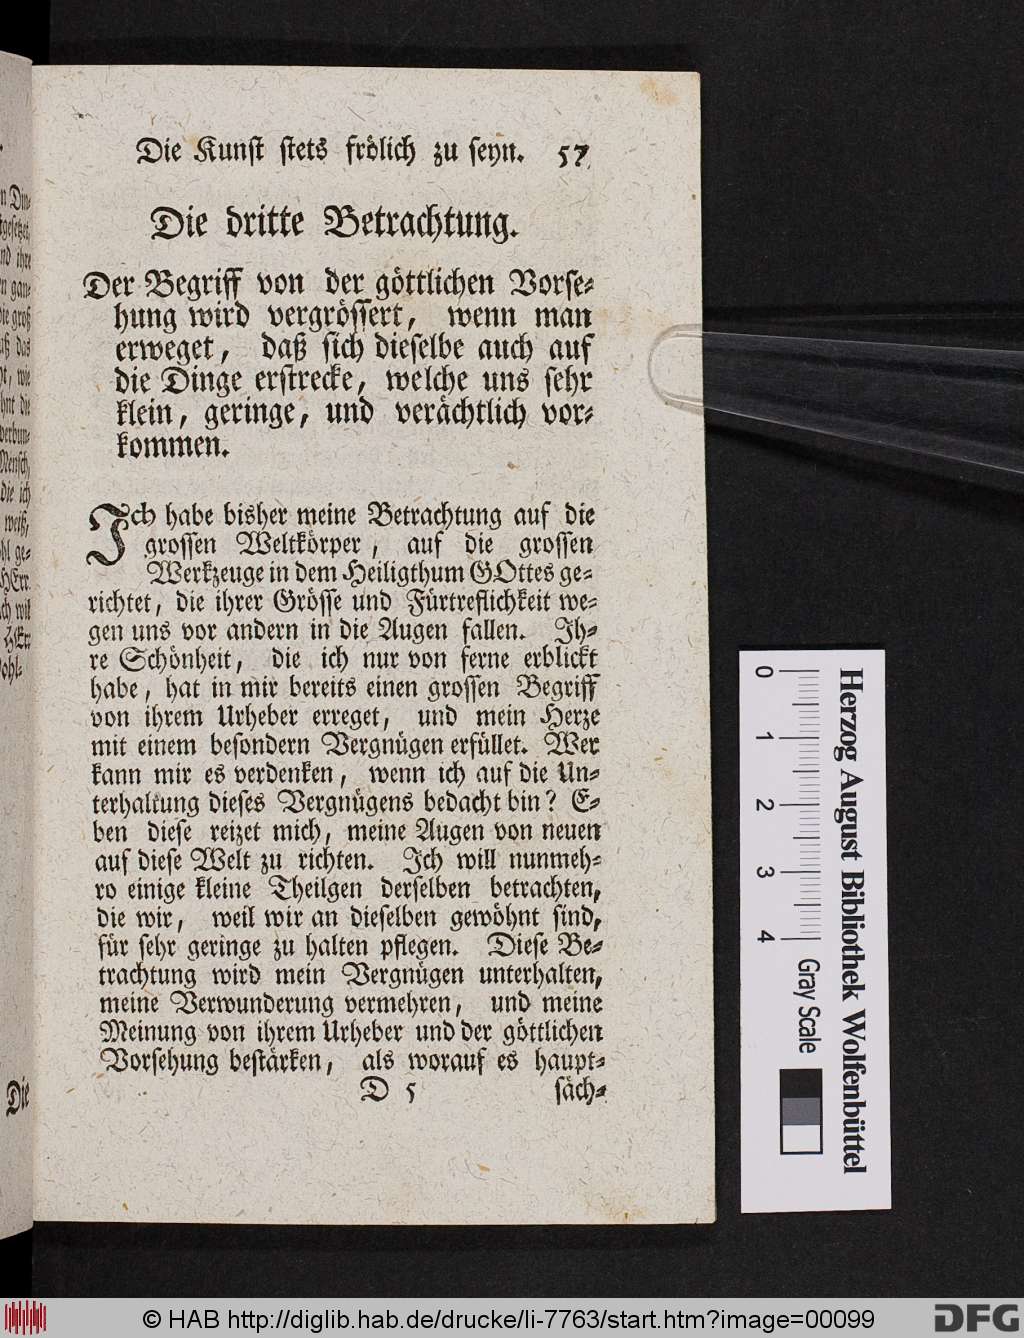 Die Kunst stets frölich zu seyn. 57
Die dritte Betrachtung.
Der Begriff von der göttlichen Vorse-
hung wird vergrössert, wenn man
erweget, daß sich dieselbe auch auf
die Dinge erstrecke, welche uns sehr
klein, geringe, und verächtlich vor-
kommen.
Ich habe bisher meine Betrachtung auf die
grossen Weltkörper, auf die grossen
Werkzeuge in dem Heiligthum GOttes ge-
richtet, die ihrer Grösse und Fürtreflichkeit we-
gen uns vor andern in die Augen fallen. Ih-
re Schönheit, die ich nur von ferne erblickt
habe, hat in mir bereits einen grossen Begriff
von ihrem Urheber erreget, und mein Herze
mit einem besondern Vergnügen erfüllet. Wer
kann mir es verdenken, wenn ich auf die Un-
terhaltung dieses Vergnügens bedacht bin? E-
ben diese reizet mich, meine Augen von neuen
auf diese Welt zu richten. Ich will nunmeh-
ro einige kleine Theilgen derselben betrachten,
die wir, weil wir an dieselben gewöhnt sind,
für sehr geringe zu halten pflegen. Diese Be-
trachtung wird mein Vergnügen unterhalten,
meine Verwunderung vermehren, und meine
Meinung von ihrem Urheber und der göttlichen
Vorsehung bestärken, als worauf es haupt-
D 5 säch-
Die
0 1 2 3 4 Gray Scale
Herzog August Bibliothek Wolfenbüttel
© HAB http://diglib.hab.de/drucke/li-7763/start.htm?image=00099
DFG